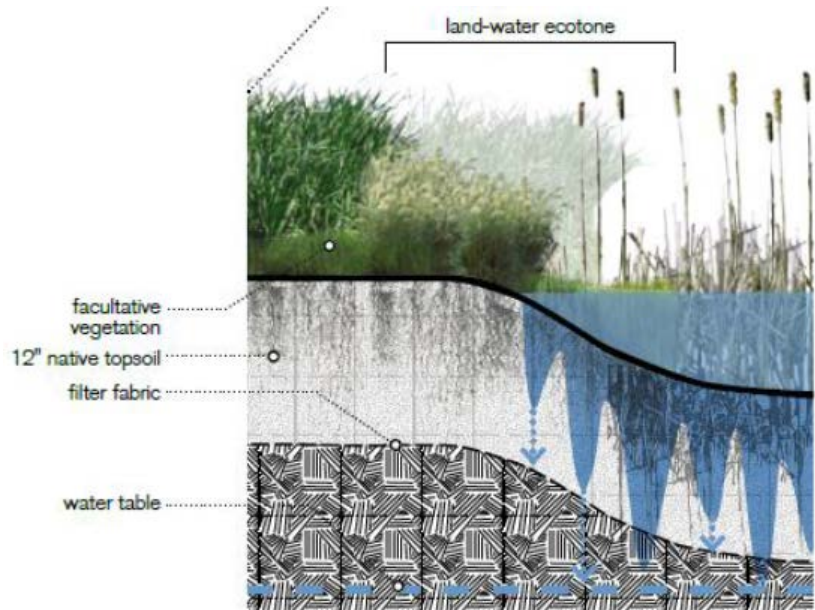 land-water ecotone
facultative
vegetation
12" native topsoil
filter fabric
water table